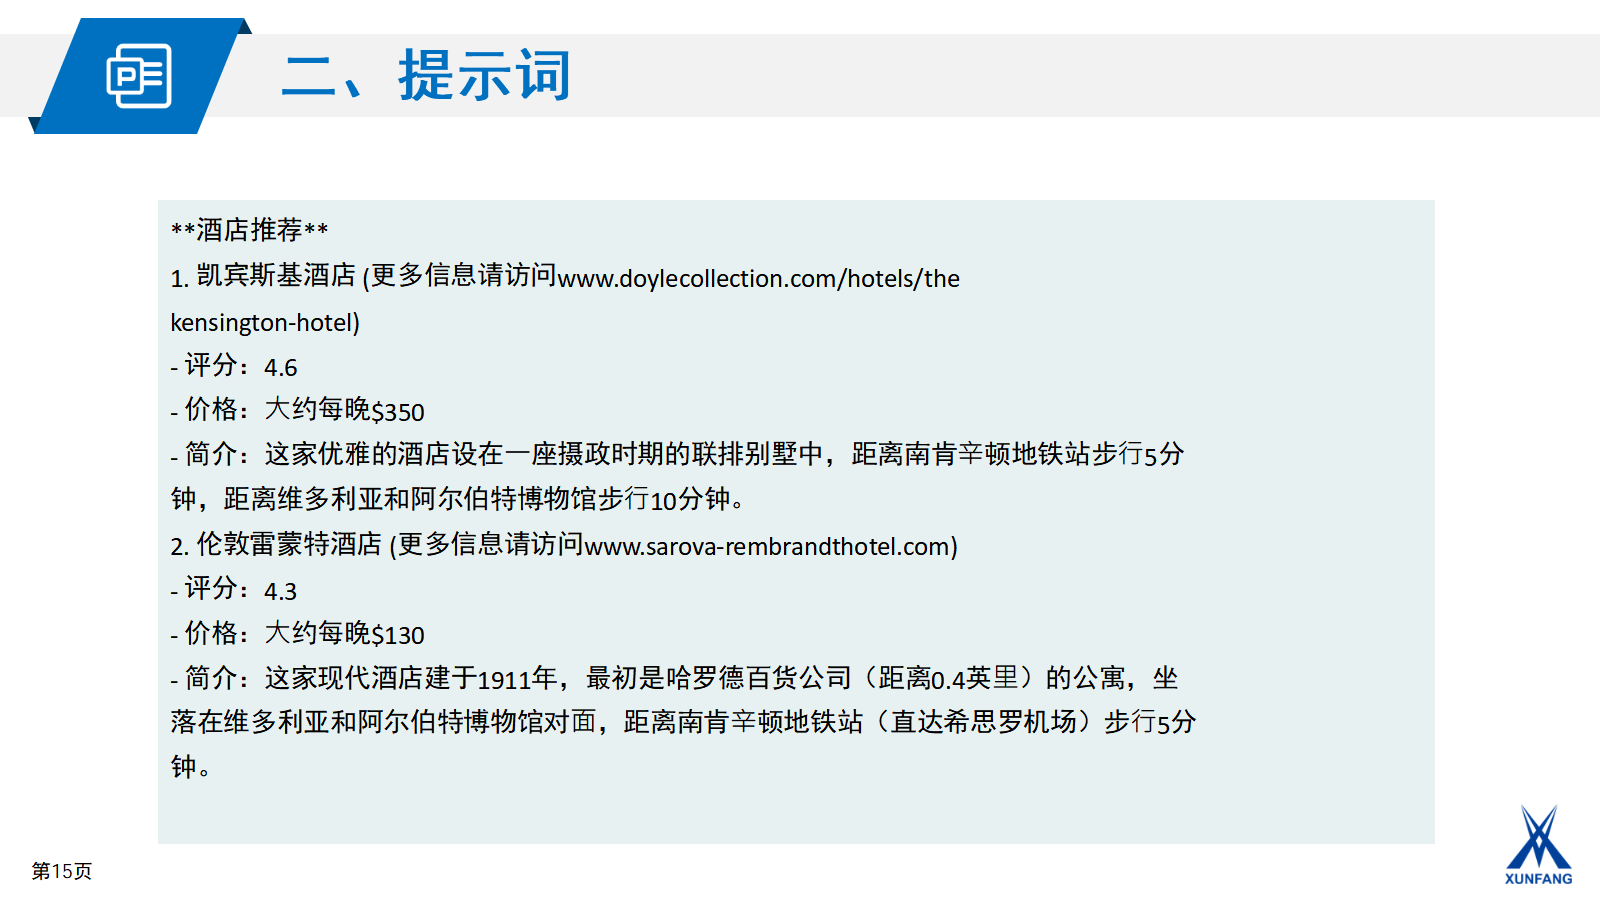 二、提示词
**酒店推荐**
1. 凯宾斯基酒店 (更多信息请访问www.doylecollection.com/hotels/the
kensington-hotel)
- 评分：4.6
- 价格：大约每晚$350
- 简介：这家优雅的酒店设在一座摄政时期的联排别墅中，距离南肯辛顿地铁站步行5分
钟，距离维多利亚和阿尔伯特博物馆步行10分钟。
2. 伦敦雷蒙特酒店 (更多信息请访问www.sarova-rembrandthotel.com)
- 评分：4.3
- 价格：大约每晚$130
- 简介：这家现代酒店建于1911年，最初是哈罗德百货公司（距离0.4英里）的公寓，坐
落在维多利亚和阿尔伯特博物馆对面，距离南肯辛顿地铁站（直达希思罗机场）步行5分
钟。
第15页
XUNFANG